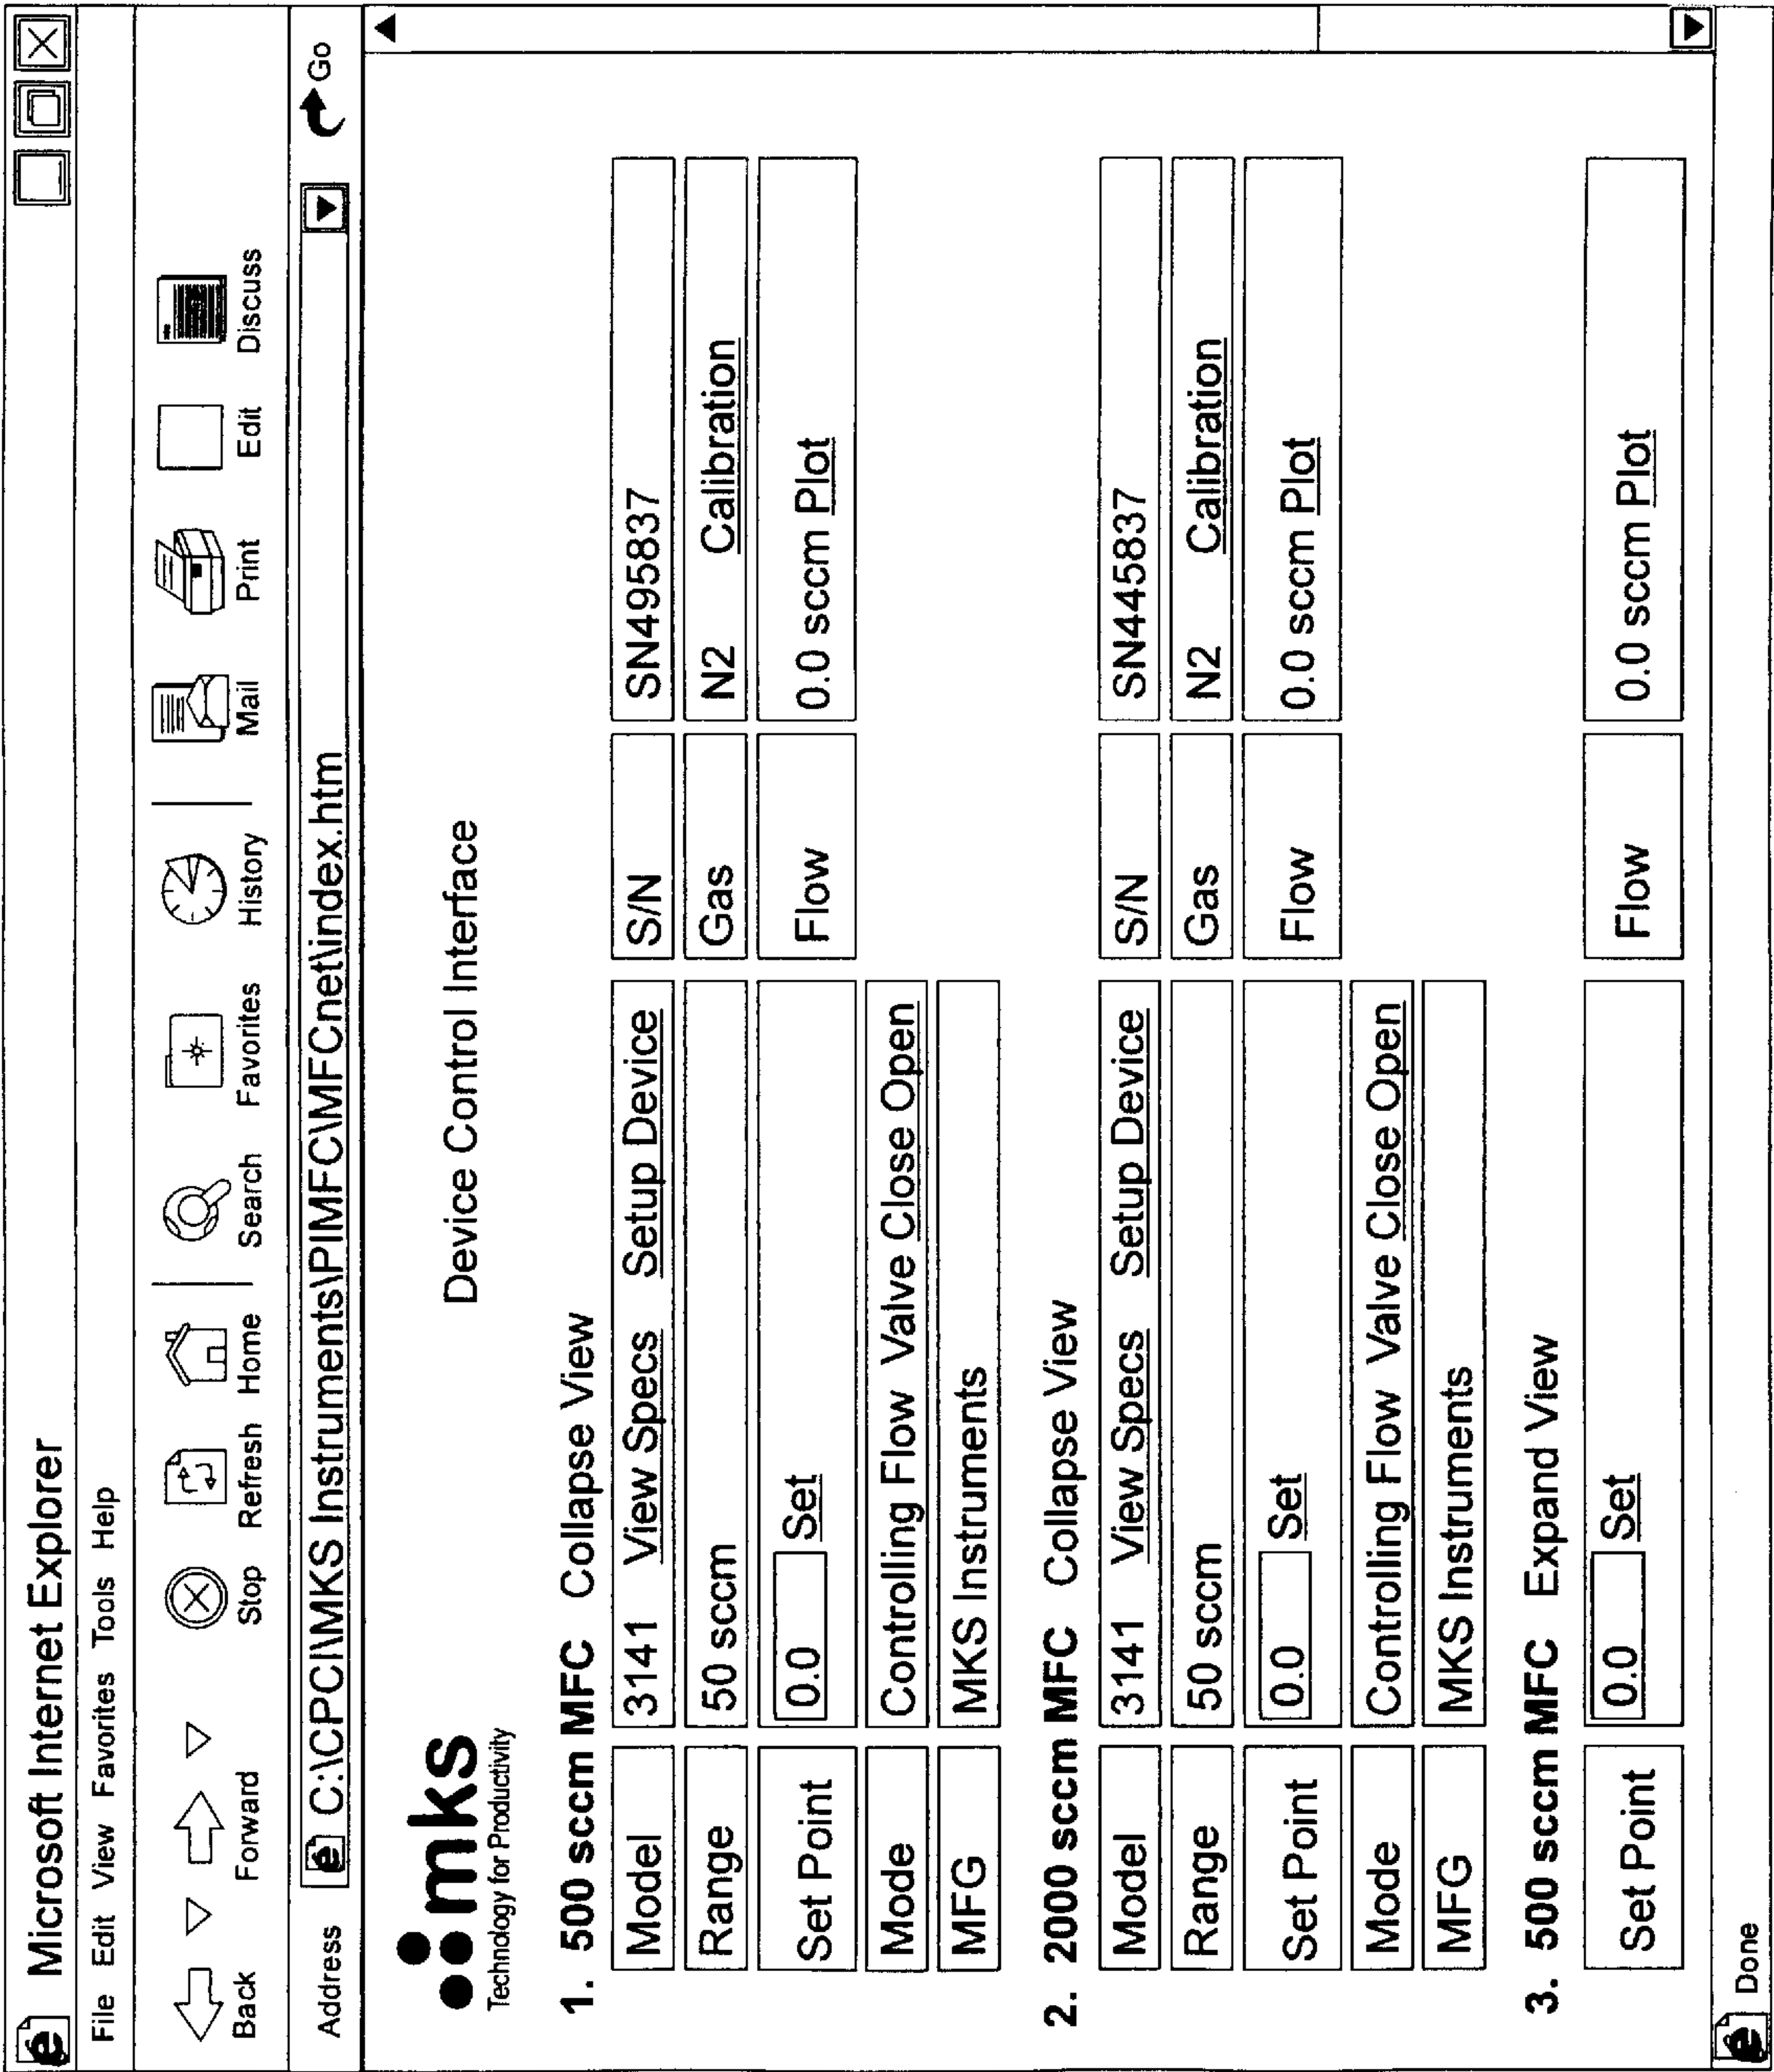 Microsoft Internet Explorer
File Edit View Favorites Tools Help
Back Forward Stop Refresh Home Search Favorites History Mail Print Edit Discuss
Address C:\CPCI\MKS Instruments\PIMFC\MFCnet\index.htm Go
mks
Technology for Productivity
Device Control Interface
1. 500 sccm MFC Collapse View
Model 3141 View Specs Setup Device S/N SN495837
Range 50 sccm Gas N2 Calibration
Set Point 0.0 Set Flow 0.0 sccm Plot
Mode Controlling Flow Valve Close Open
MFG MKS Instruments
2. 2000 sccm MFC Collapse View
Model 3141 View Specs Setup Device S/N SN445837
Range 50 sccm Gas N2 Calibration
Set Point 0.0 Set Flow 0.0 sccm Plot
Mode Controlling Flow Valve Close Open
MFG MKS Instruments
3. 500 sccm MFC Expand View
Set Point 0.0 Set Flow 0.0 sccm Plot
Done